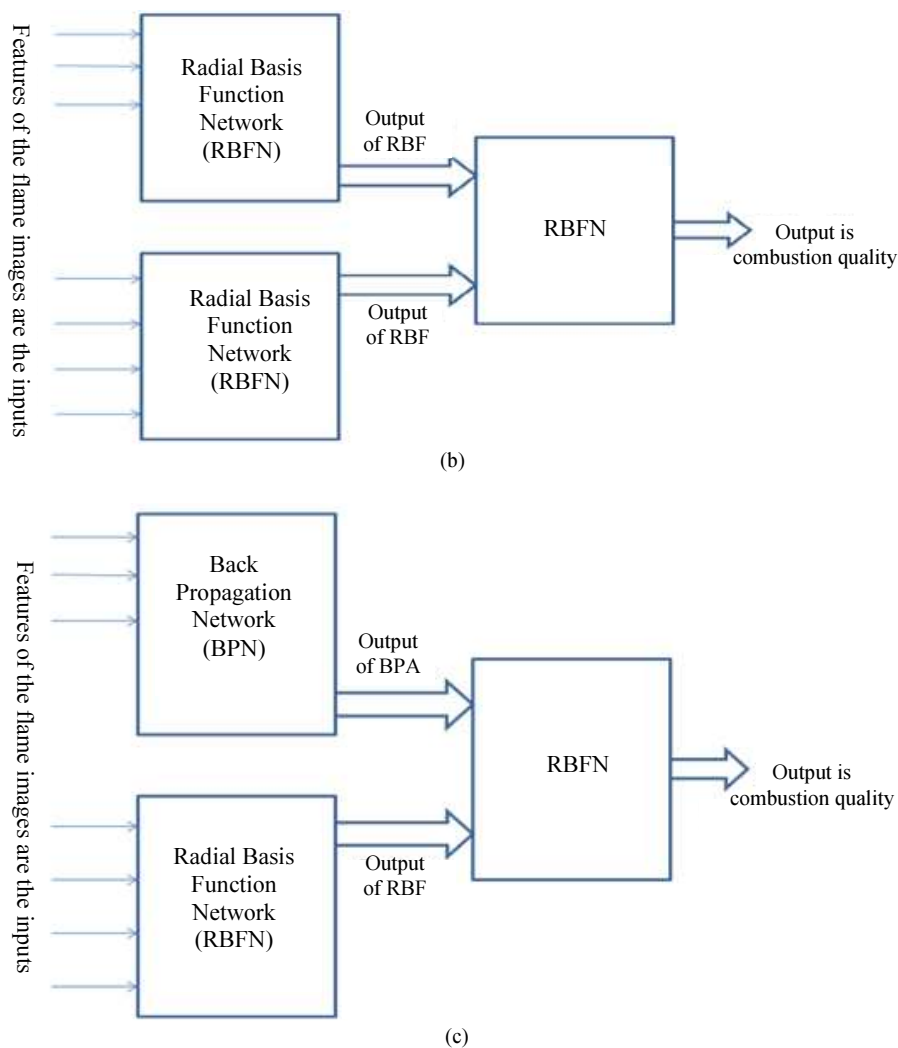 Features of the flame images are the inputs
Radial Basis
Function
Network
(RBFN)
Output
of RBF
Radial Basis
Function
Network
(RBFN)
Output
of RBF
RBFN
Output is
combustion quality
(b)
Features of the flame images are the inputs
Back
Propagation
Network
(BPN)
Output
of BPA
Radial Basis
Function
Network
(RBFN)
Output
of RBF
RBFN
Output is
combustion quality
(c)